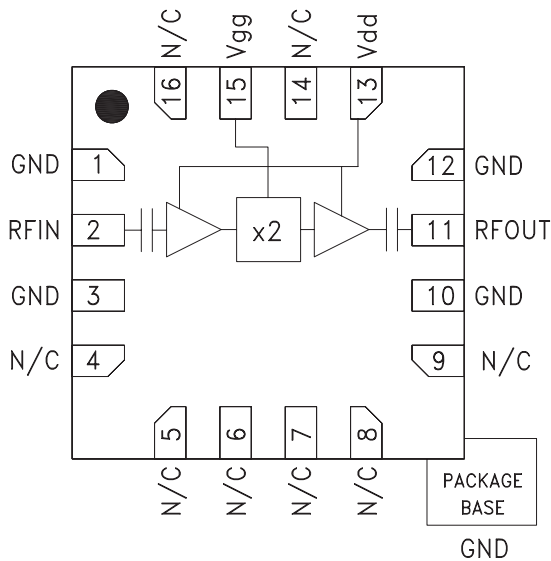 N/C
Vgg
N/C
Vdd
16
15
14
13
GND 1
12 GND
RFIN 2
x2
11 RFOUT
GND 3
10 GND
N/C 4
9 N/C
5
6
7
8
N/C
N/C
N/C
N/C
PACKAGE
BASE
GND